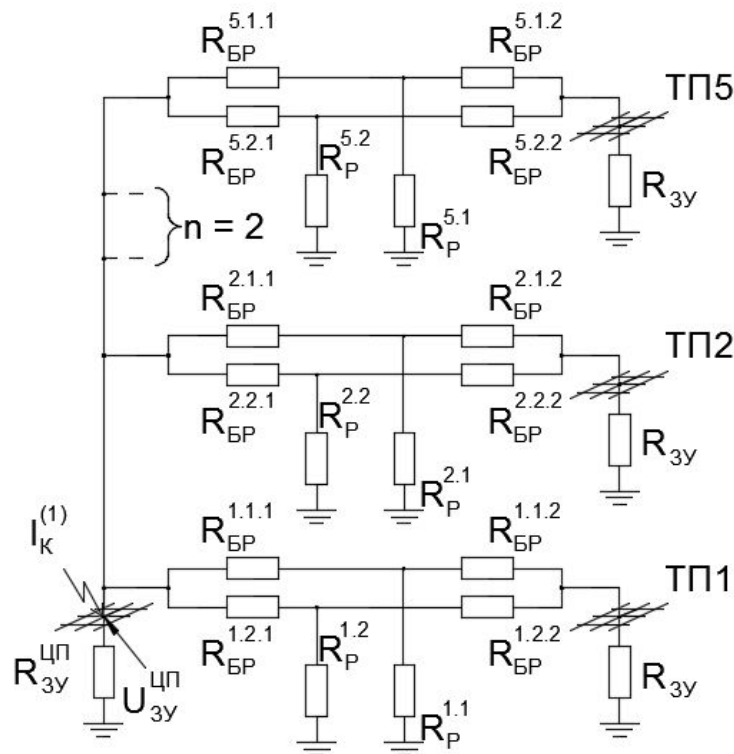 R_БР^5.1.1 R_БР^5.1.2
ТП5
R_БР^5.2.1 R_Р^5.2 R_БР^5.2.2
R_ЗУ
n = 2
R_Р^5.1
R_БР^2.1.1 R_БР^2.1.2
ТП2
R_БР^2.2.1 R_Р^2.2 R_БР^2.2.2
R_ЗУ
R_Р^2.1
I_К^(1) R_БР^1.1.1 R_БР^1.1.2
ТП1
R_ЗУ^ЦП U_ЗУ^ЦП R_БР^1.2.1 R_Р^1.2 R_БР^1.2.2
R_ЗУ
R_Р^1.1